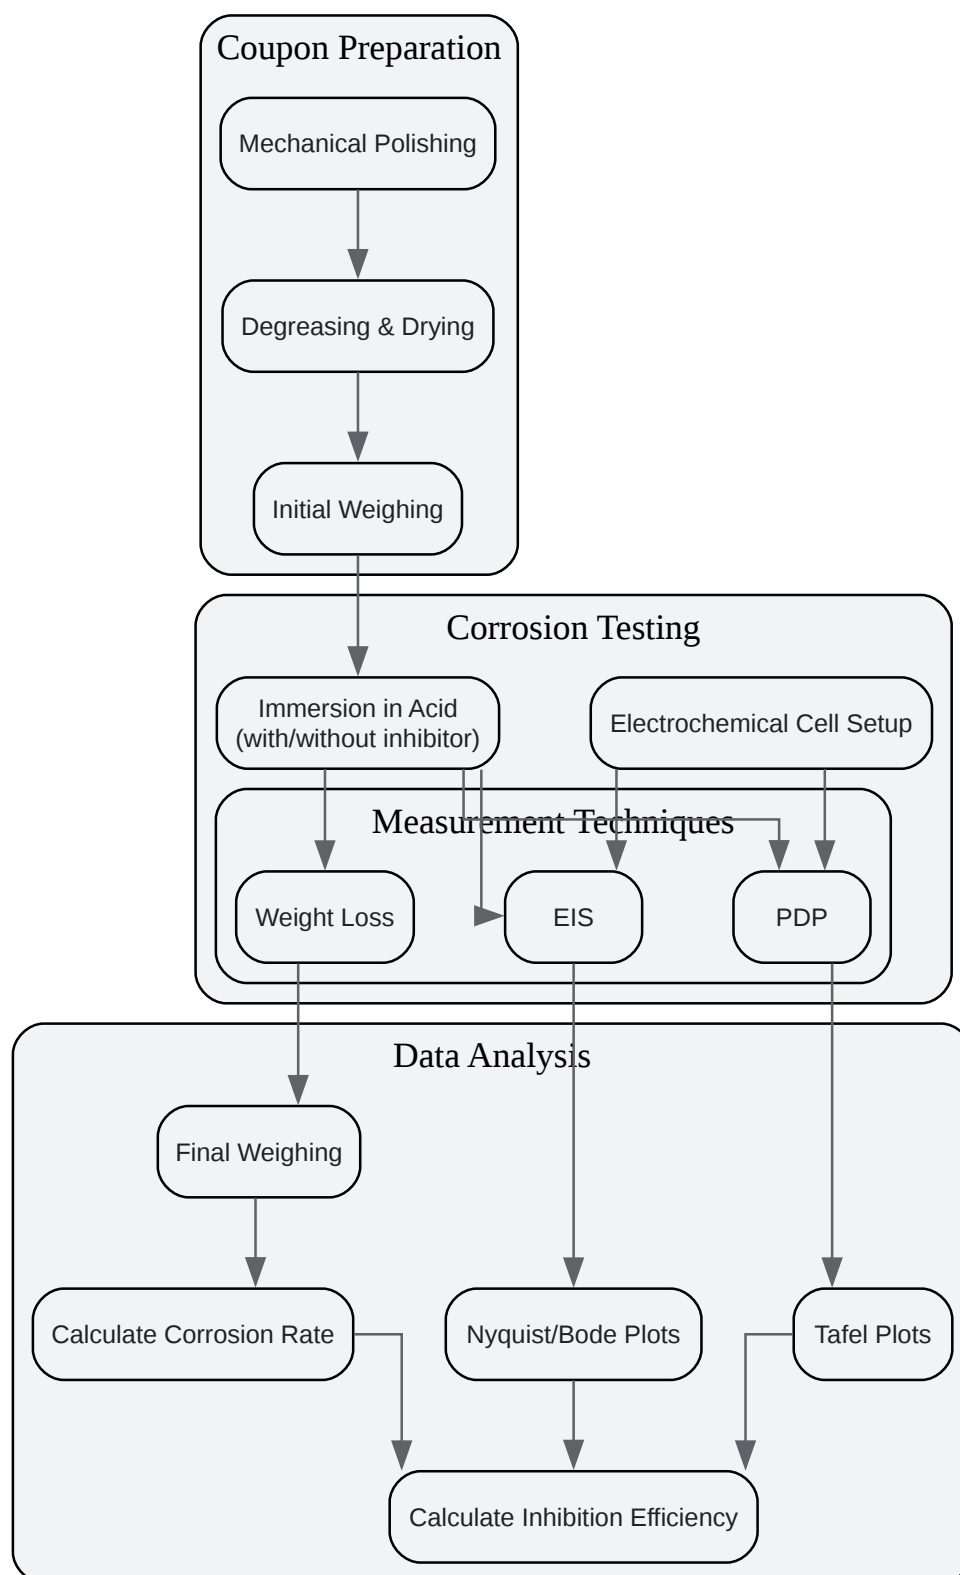 Coupon Preparation
Mechanical Polishing
Degreasing & Drying
Initial Weighing
Corrosion Testing
Immersion in Acid
(with/without inhibitor)
Electrochemical Cell Setup
Measurement Techniques
Weight Loss
EIS
PDP
Data Analysis
Final Weighing
Calculate Corrosion Rate
Nyquist/Bode Plots
Tafel Plots
Calculate Inhibition Efficiency